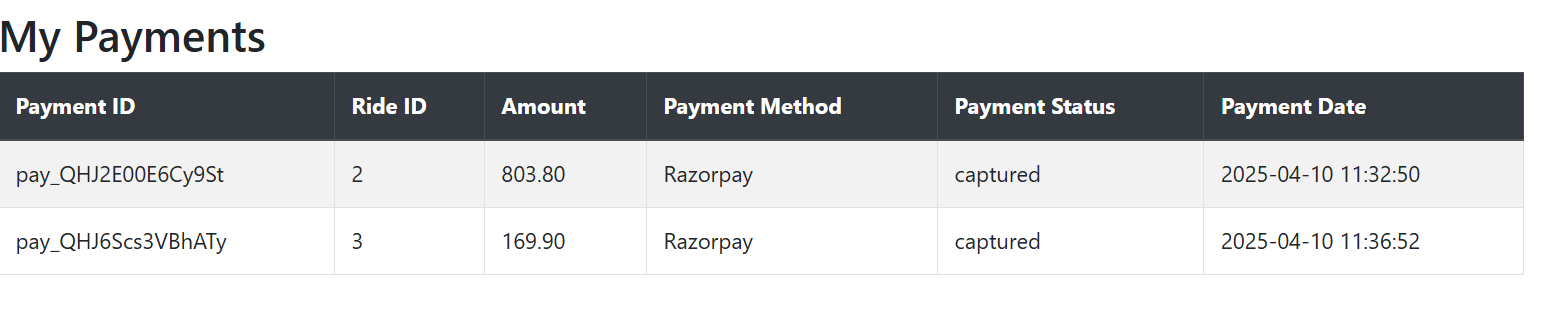 My Payments
Payment ID Ride ID Amount Payment Method Payment Status Payment Date
pay_QHJ2E00E6Cy9St 2 803.80 Razorpay captured 2025-04-10 11:32:50
pay_QHJ6Scs3VBhATy 3 169.90 Razorpay captured 2025-04-10 11:36:52